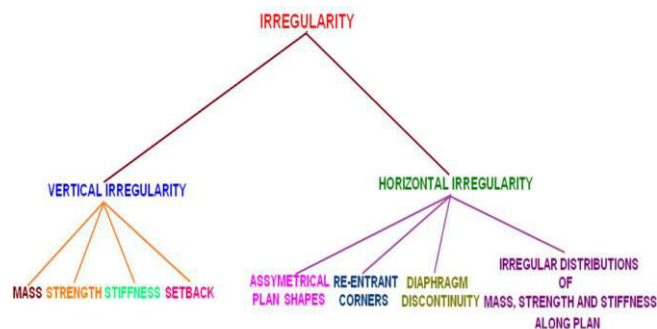 IRREGULARITY
VERTICAL IRREGULARITY
HORIZONTAL IRREGULARITY
MASS STRENGTH STIFFNESS SETBACK
ASSYMETRICAL
PLAN SHAPES
RE-ENTRANT
CORNERS
DIAPHRAGM
DISCONTINUITY
IRREGULAR DISTRIBUTIONS
OF
MASS, STRENGTH AND STIFFNESS
ALONG PLAN